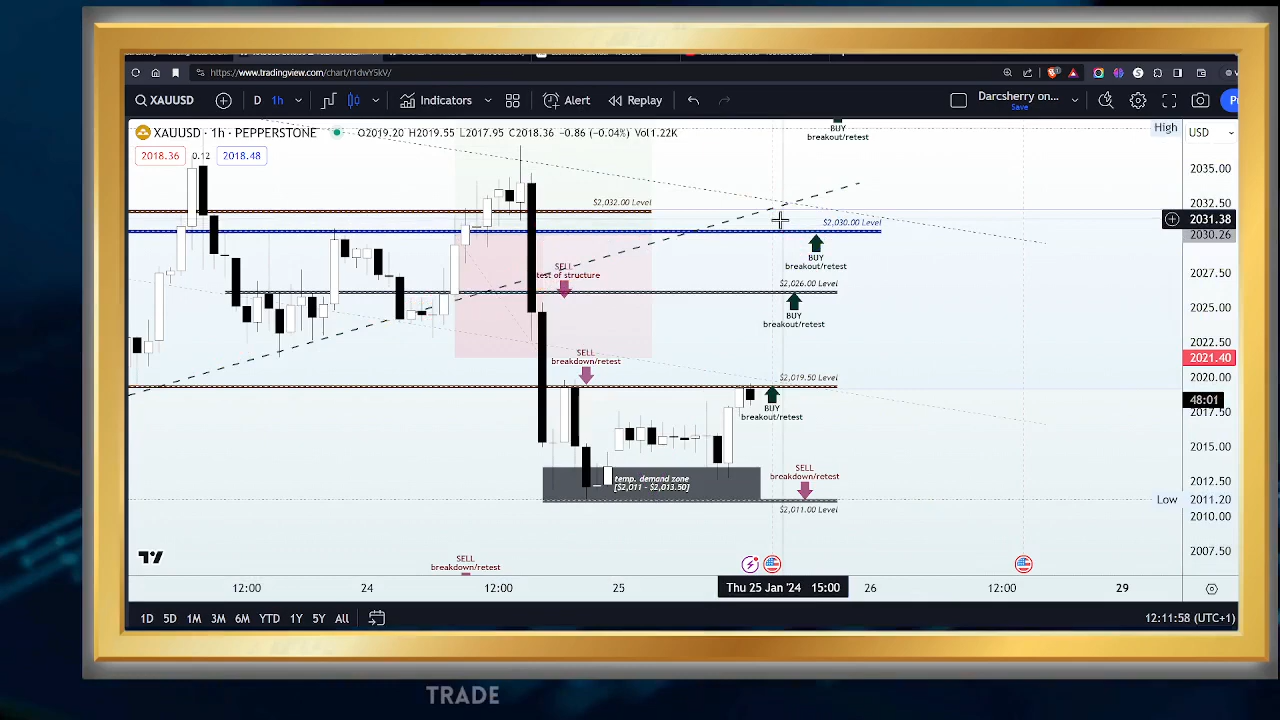 https://www.tradingview.com/chart/r1dwY5kV/
XAUUSD D 1h Indicators Alert Replay Darcsherry on... Save
XAUUSD · 1h · PEPPERSTONE O2019.20 H2019.55 L2017.95 C2018.36 -0.86 (-0.04%) Vol1.22K
2018.36 0.12 2018.48
BUY
breakout/retest
High
USD
2035.00
2032.50
2031.38
2030.26
2027.50
2025.00
2022.50
2021.40
2020.00
48:01
2017.50
2015.00
2012.50
Low 2011.20
2010.00
2007.50
$2,032.00 Level
$2,030.00 Level
BUY
breakout/retest
SELL
test of structure
$2,026.00 Level
BUY
breakout/retest
SELL
breakdown/retest
$2,019.50 Level
BUY
breakout/retest
temp. demand zone
[$2,011 - $2,013.50]
SELL
breakdown/retest
$2,011.00 Level
SELL
breakdown/retest
12:00 24 12:00 25 Thu 25 Jan '24 15:00 26 12:00 29
1D 5D 1M 3M 6M YTD 1Y 5Y All 12:11:58 (UTC+1)
TRADE